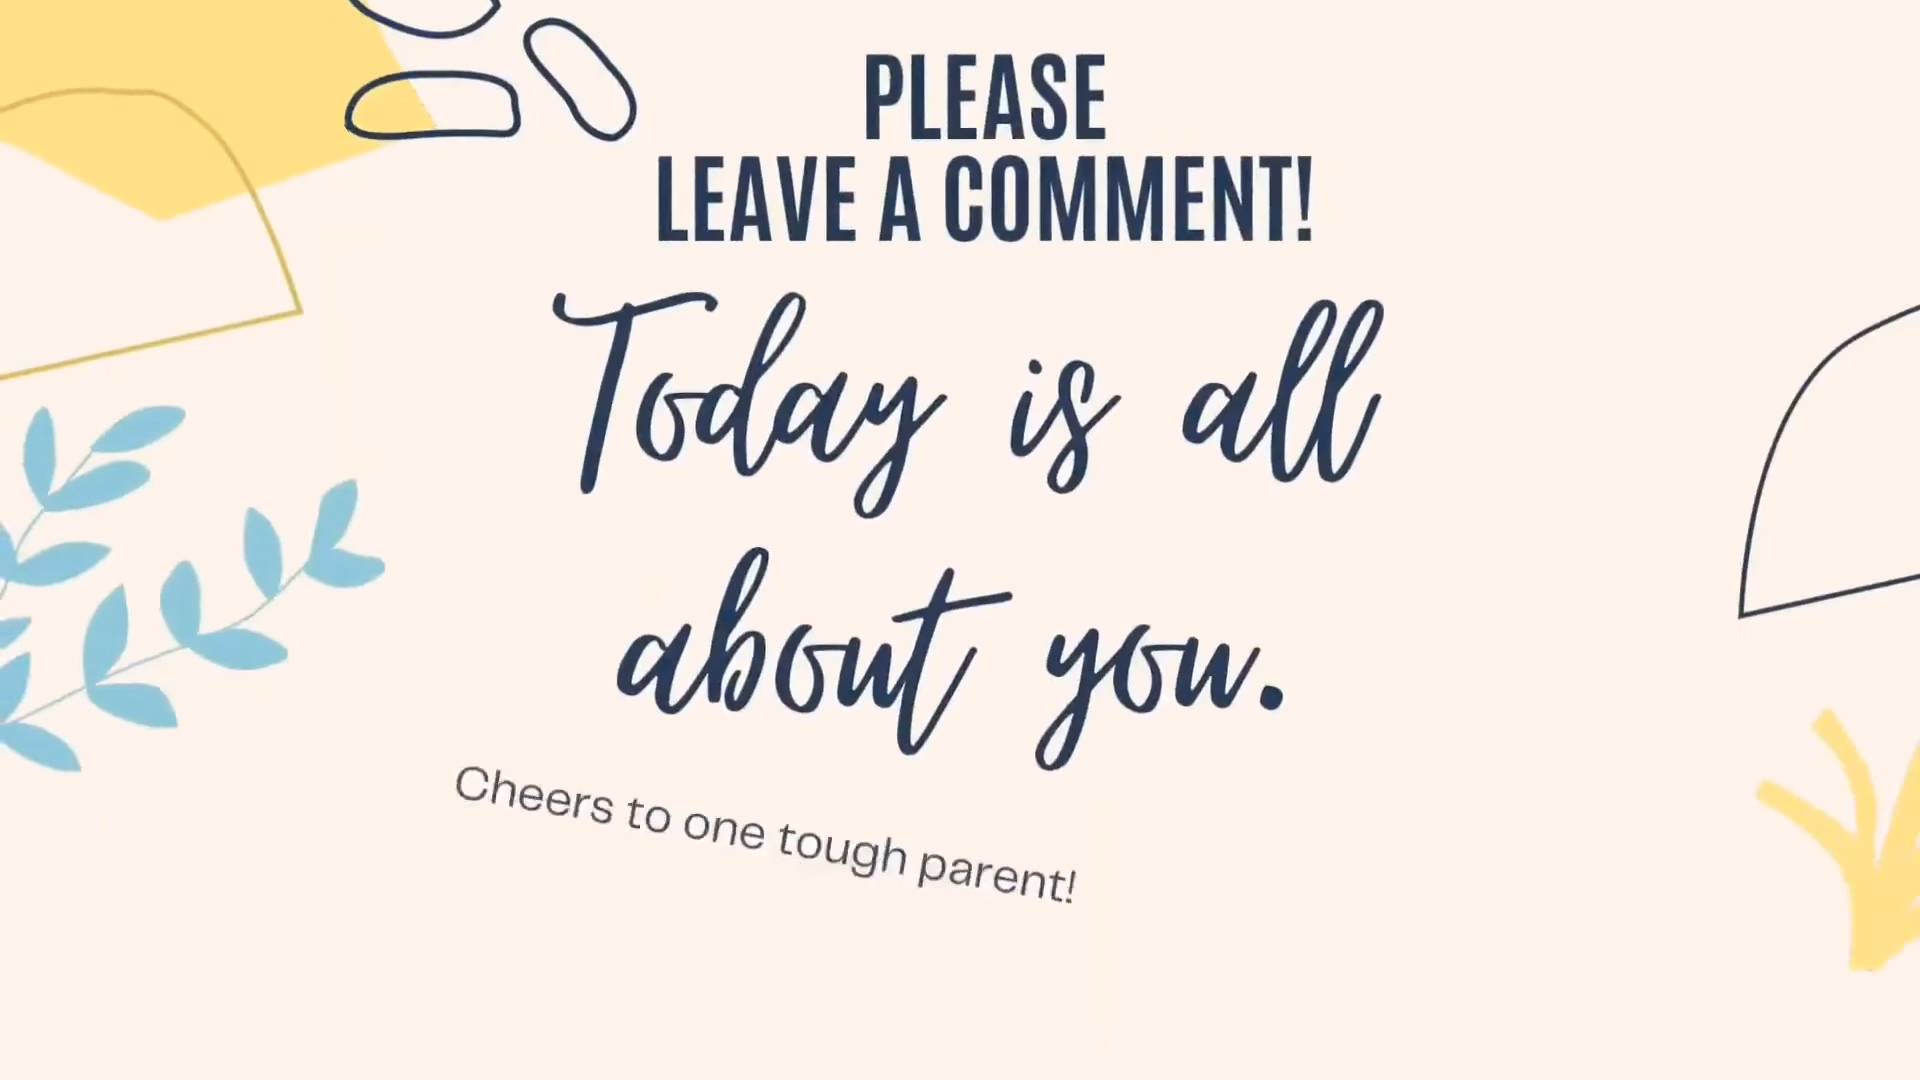 PLEASE
LEAVE A COMMENT!
Today is all
about you.
Cheers to one tough parent!